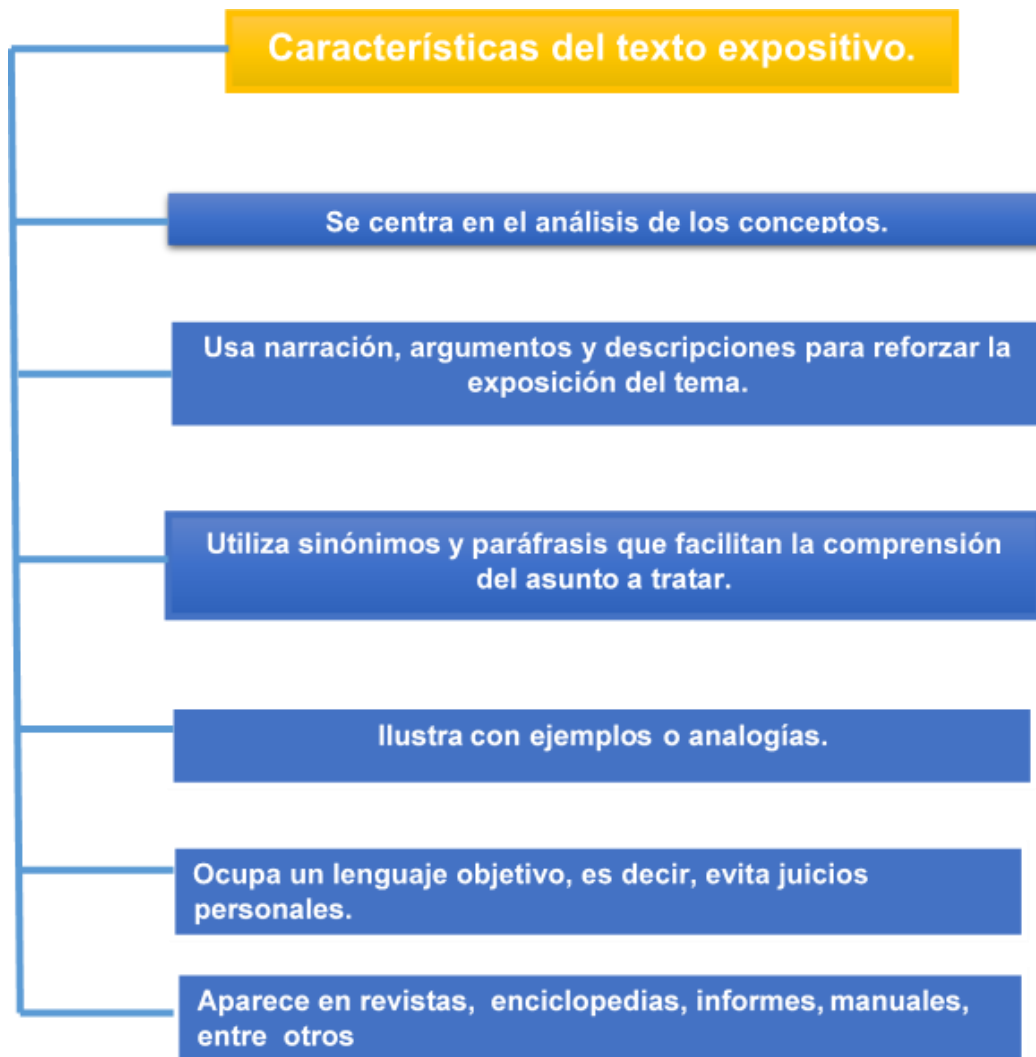 Características del texto expositivo.
Se centra en el análisis de los conceptos.
Usa narración, argumentos y descripciones para reforzar la
exposición del tema.
Utiliza sinónimos y paráfrasis que facilitan la comprensión
del asunto a tratar.
Ilustra con ejemplos o analogías.
Ocupa un lenguaje objetivo, es decir, evita juicios
personales.
Aparece en revistas, enciclopedias, informes, manuales,
entre otros